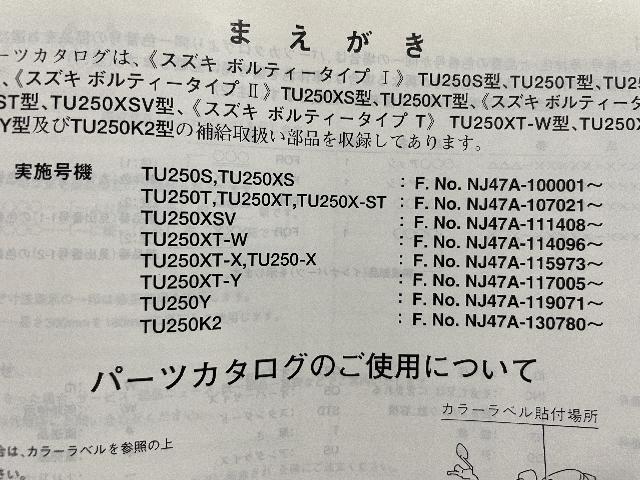 まえがき
ーツカタログは、《スズキ ボルティータイプ Ⅰ》TU250S型、TU250T型、TU25
、《スズキ ボルティータイプ Ⅱ》TU250XS型、TU250XT型、《スズキ ボルティータ
ST型、TU250XSV型、《スズキ ボルティータイプ T》 TU250XT-W型、TU250X
Y型及びTU250K2型の補給取扱い部品を収録してあります。
実施号機
TU250S,TU250XS : F. No. NJ47A-100001〜
TU250T,TU250XT,TU250X-ST : F. No. NJ47A-107021〜
TU250XSV : F. No. NJ47A-111408〜
TU250XT-W : F. No. NJ47A-114096〜
TU250XT-X,TU250-X : F. No. NJ47A-115973〜
TU250XT-Y : F. No. NJ47A-117005〜
TU250Y : F. No. NJ47A-119071〜
TU250K2 : F. No. NJ47A-130780〜
パーツカタログのご使用について
カラーラベル貼付場所
合は、カラーラベルを参照の上
さい。